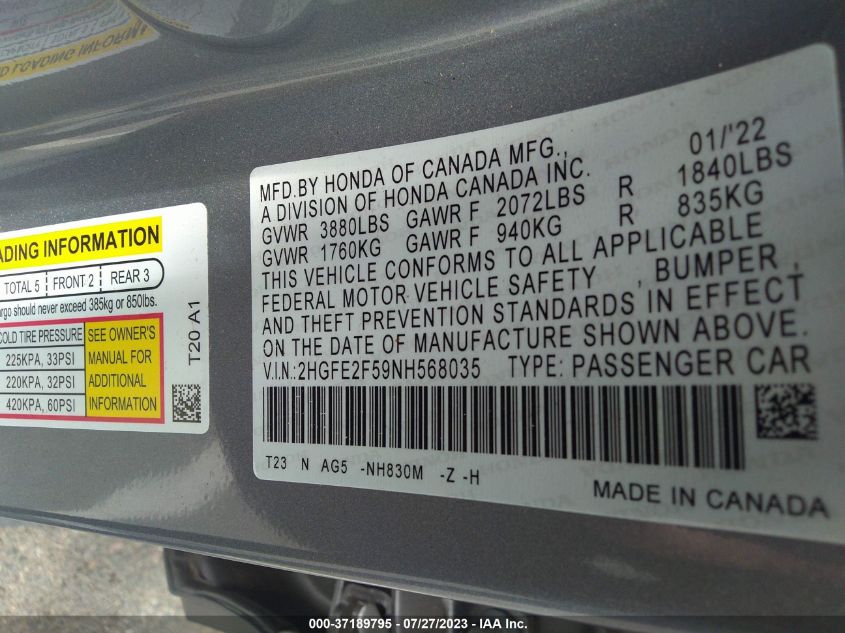 D LOADING INFORM
ADING INFORMATION
TOTAL 5 FRONT 2 REAR 3
argo should never exceed 385kg or 850lbs.
COLD TIRE PRESSURE
225KPA, 33PSI
220KPA, 32PSI
420KPA, 60PSI
SEE OWNER'S
MANUAL FOR
ADDITIONAL
INFORMATION
T20 A1
MFD.BY HONDA OF CANADA MFG., 01/'22
A DIVISION OF HONDA CANADA INC.
GVWR 3880LBS GAWR F 2072LBS R 1840LBS
GVWR 1760KG GAWR F 940KG R 835KG
THIS VEHICLE CONFORMS TO ALL APPLICABLE
FEDERAL MOTOR VEHICLE SAFETY , BUMPER ,
AND THEFT PREVENTION STANDARDS IN EFFECT
ON THE DATE OF MANUFACTURE SHOWN ABOVE.
V.I.N.:2HGFE2F59NH568035 TYPE: PASSENGER CAR
T23 N AG5 -NH830M -Z -H
MADE IN CANADA
000-37189795 - 07/27/2023 - IAA Inc.